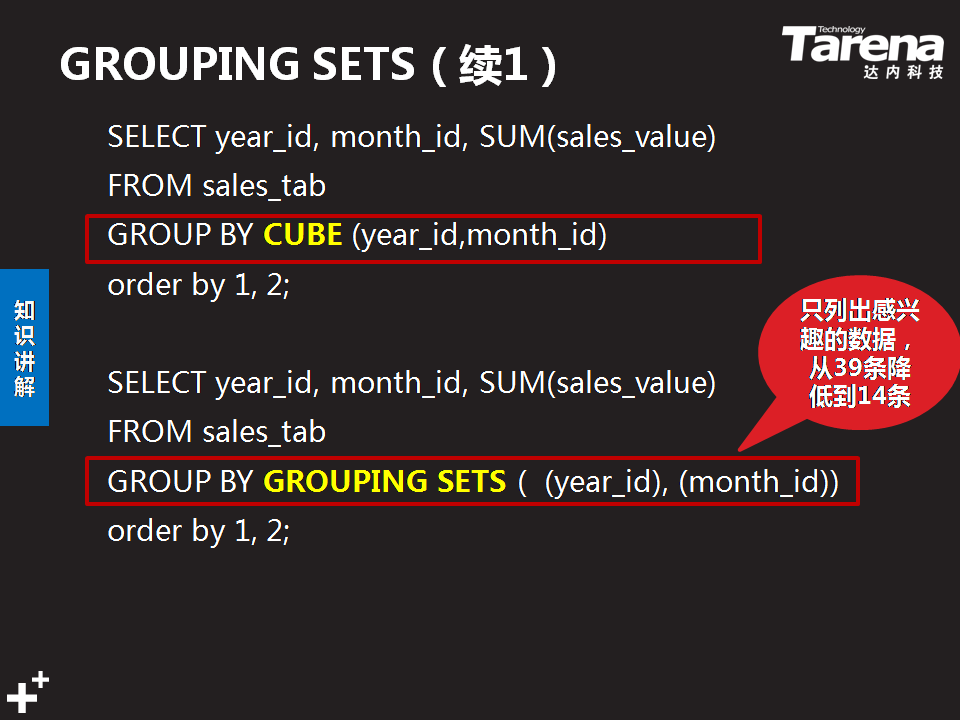 GROUPING SETS（续1）
Technology
Tarena
达内科技
SELECT year_id, month_id, SUM(sales_value)
FROM sales_tab
GROUP BY CUBE (year_id,month_id)
order by 1, 2;
知识讲解
SELECT year_id, month_id, SUM(sales_value)
FROM sales_tab
GROUP BY GROUPING SETS（ (year_id), (month_id))
order by 1, 2;
只列出感兴
趣的数据，
从39条降
低到14条